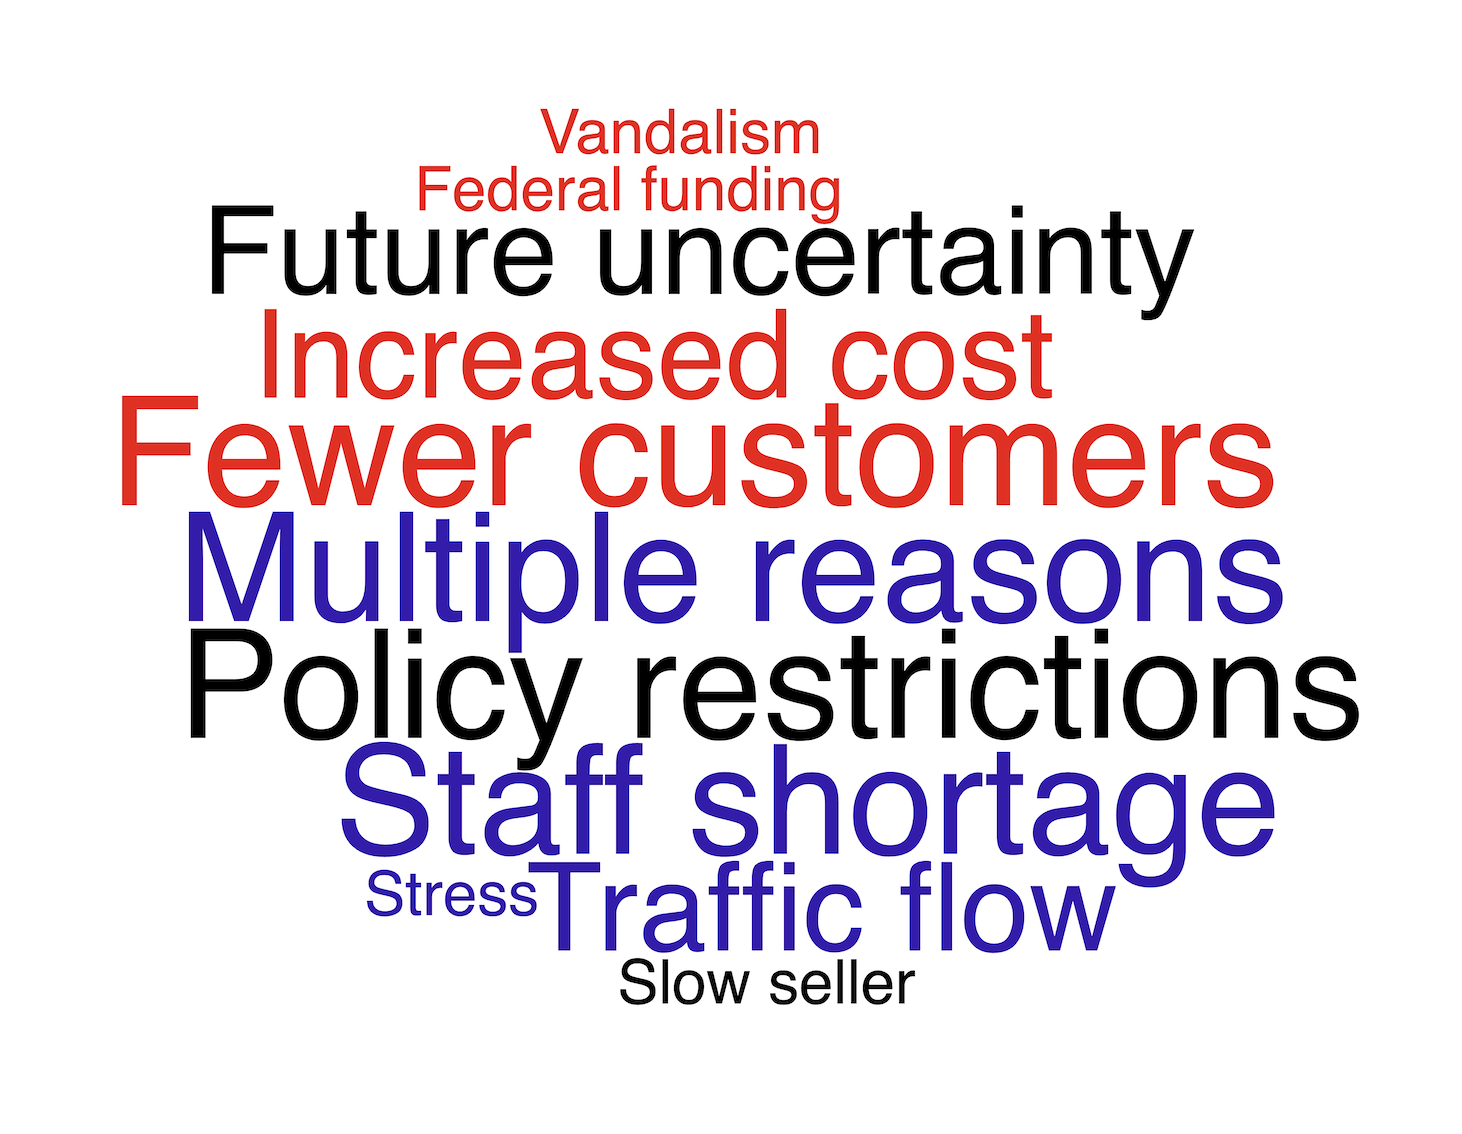 Vandalism
Federal funding
Future uncertainty
Increased cost
Fewer customers
Multiple reasons
Policy restrictions
Staff shortage
Stress
Traffic flow
Slow seller